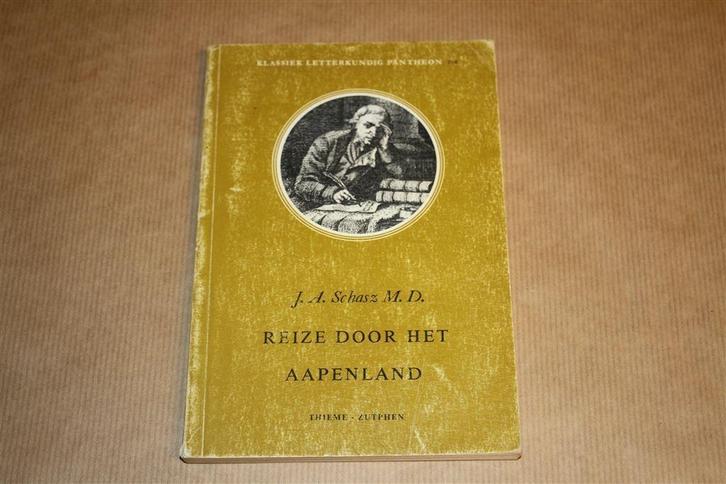 KLASSIEK LETTERKUNDIG PANTHEON
J. A. Schasz M. D.
REIZE DOOR HET
AAPENLAND
THIEME - ZUTPHEN